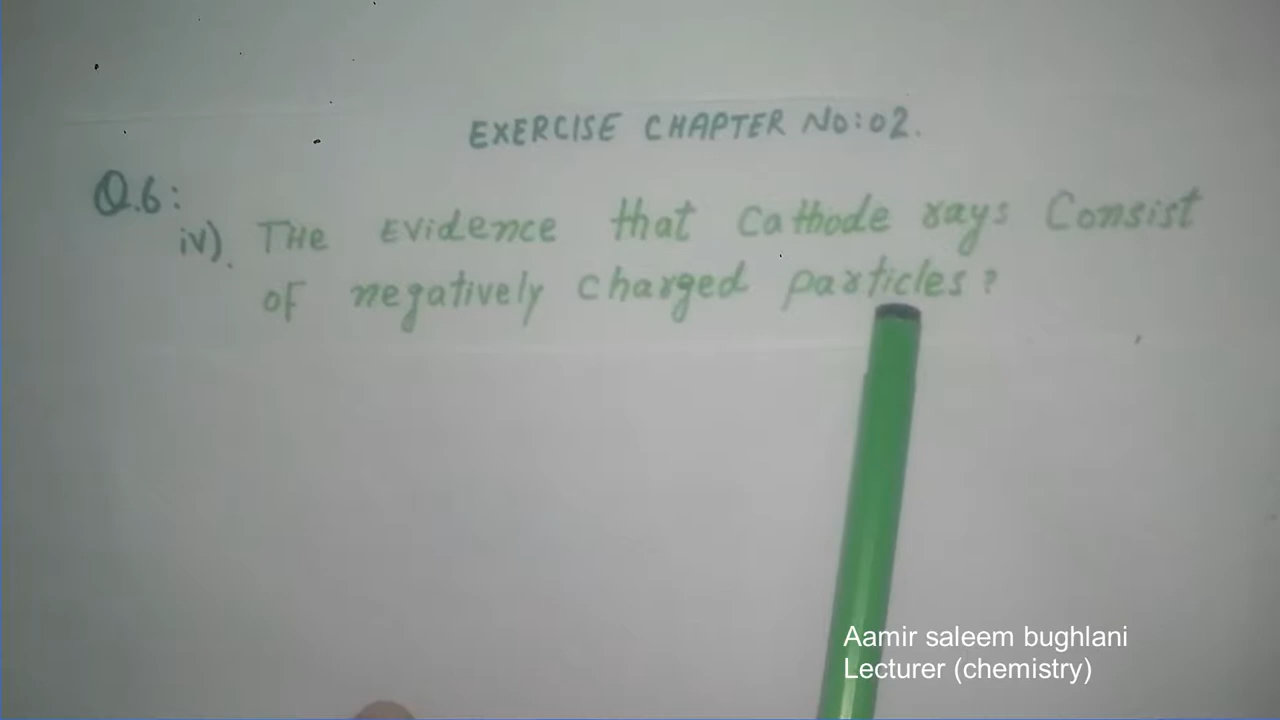 EXERCISE CHAPTER NO:02.
Q.6:
iv). THe Evidence that Cathode rays Consist
of negatively charged particles?
Aamir saleem bughlani
Lecturer (chemistry)